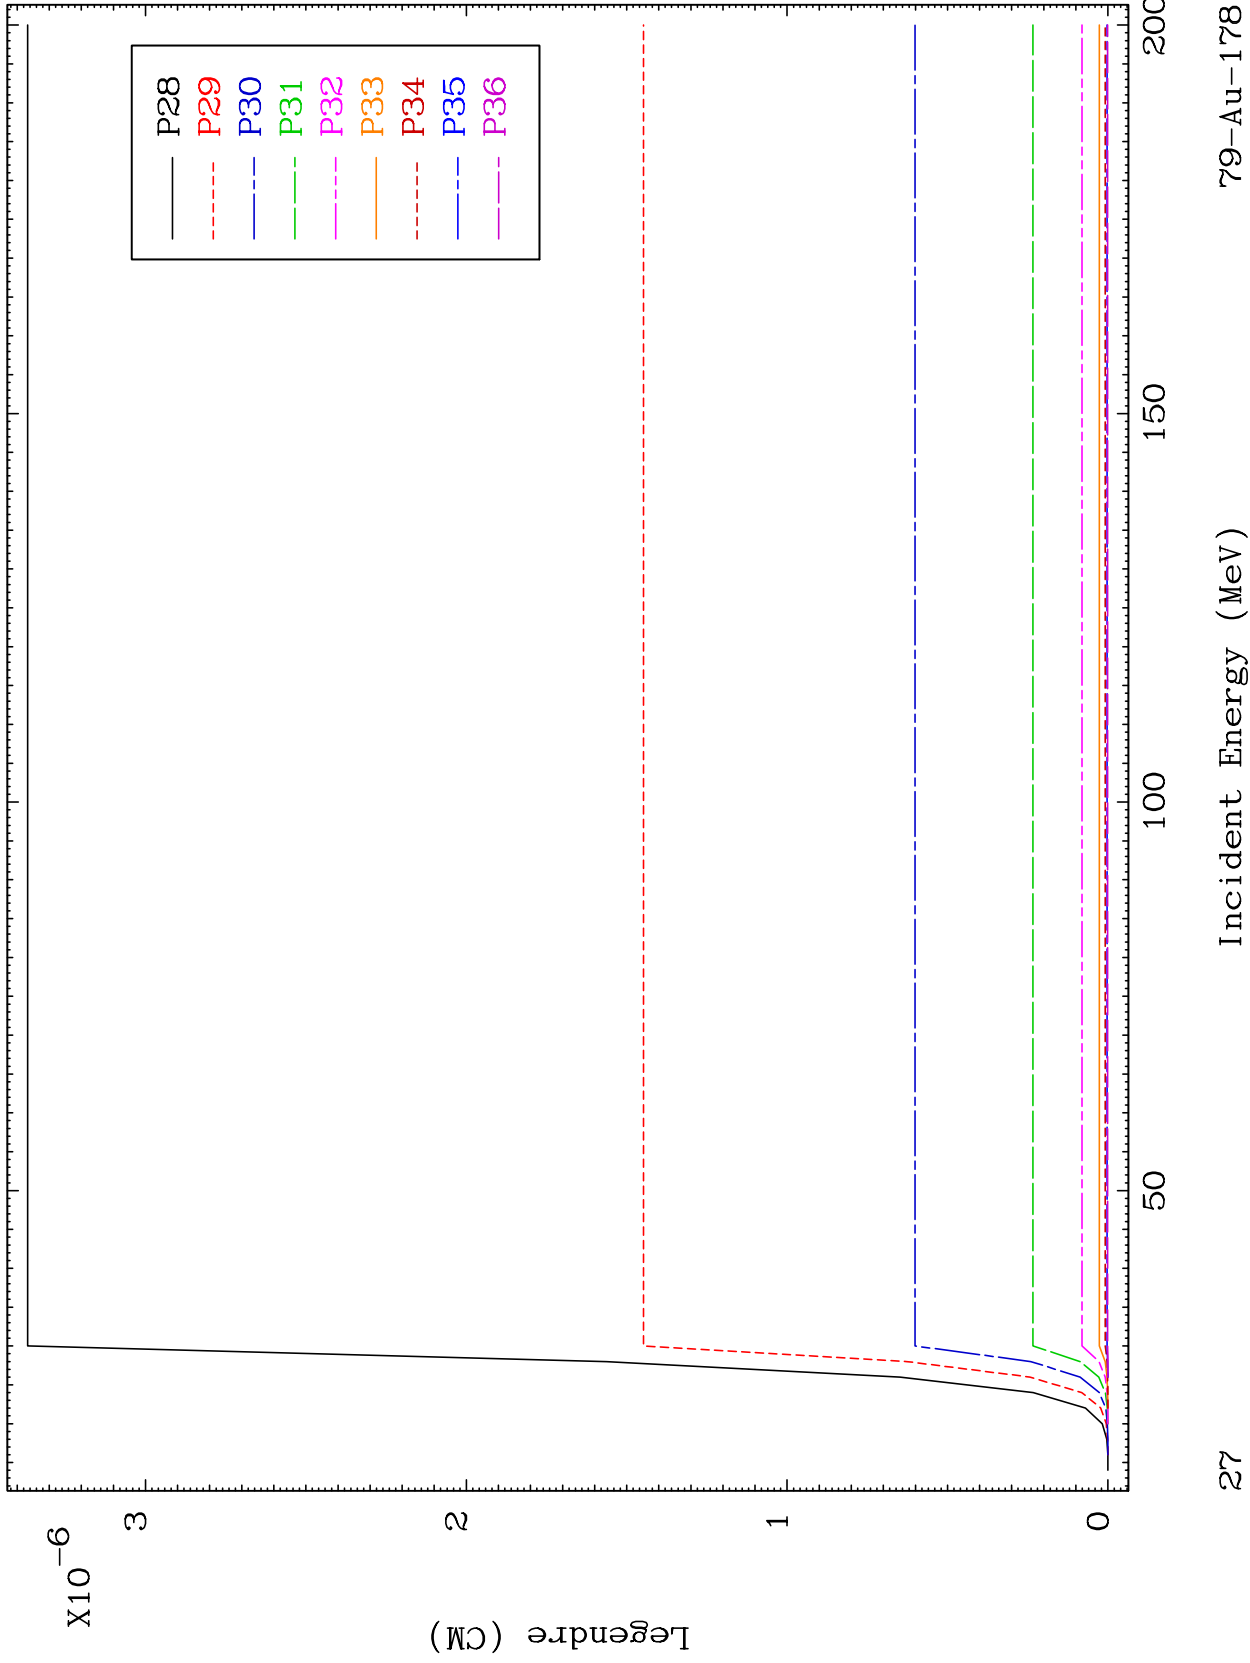 X10-6
3
2
1
0
Legendre (CM)
P28
P29
P30
P31
P32
P33
P34
P35
P36
50
100
150
200
Incident Energy (MeV)
27
79-Au-178